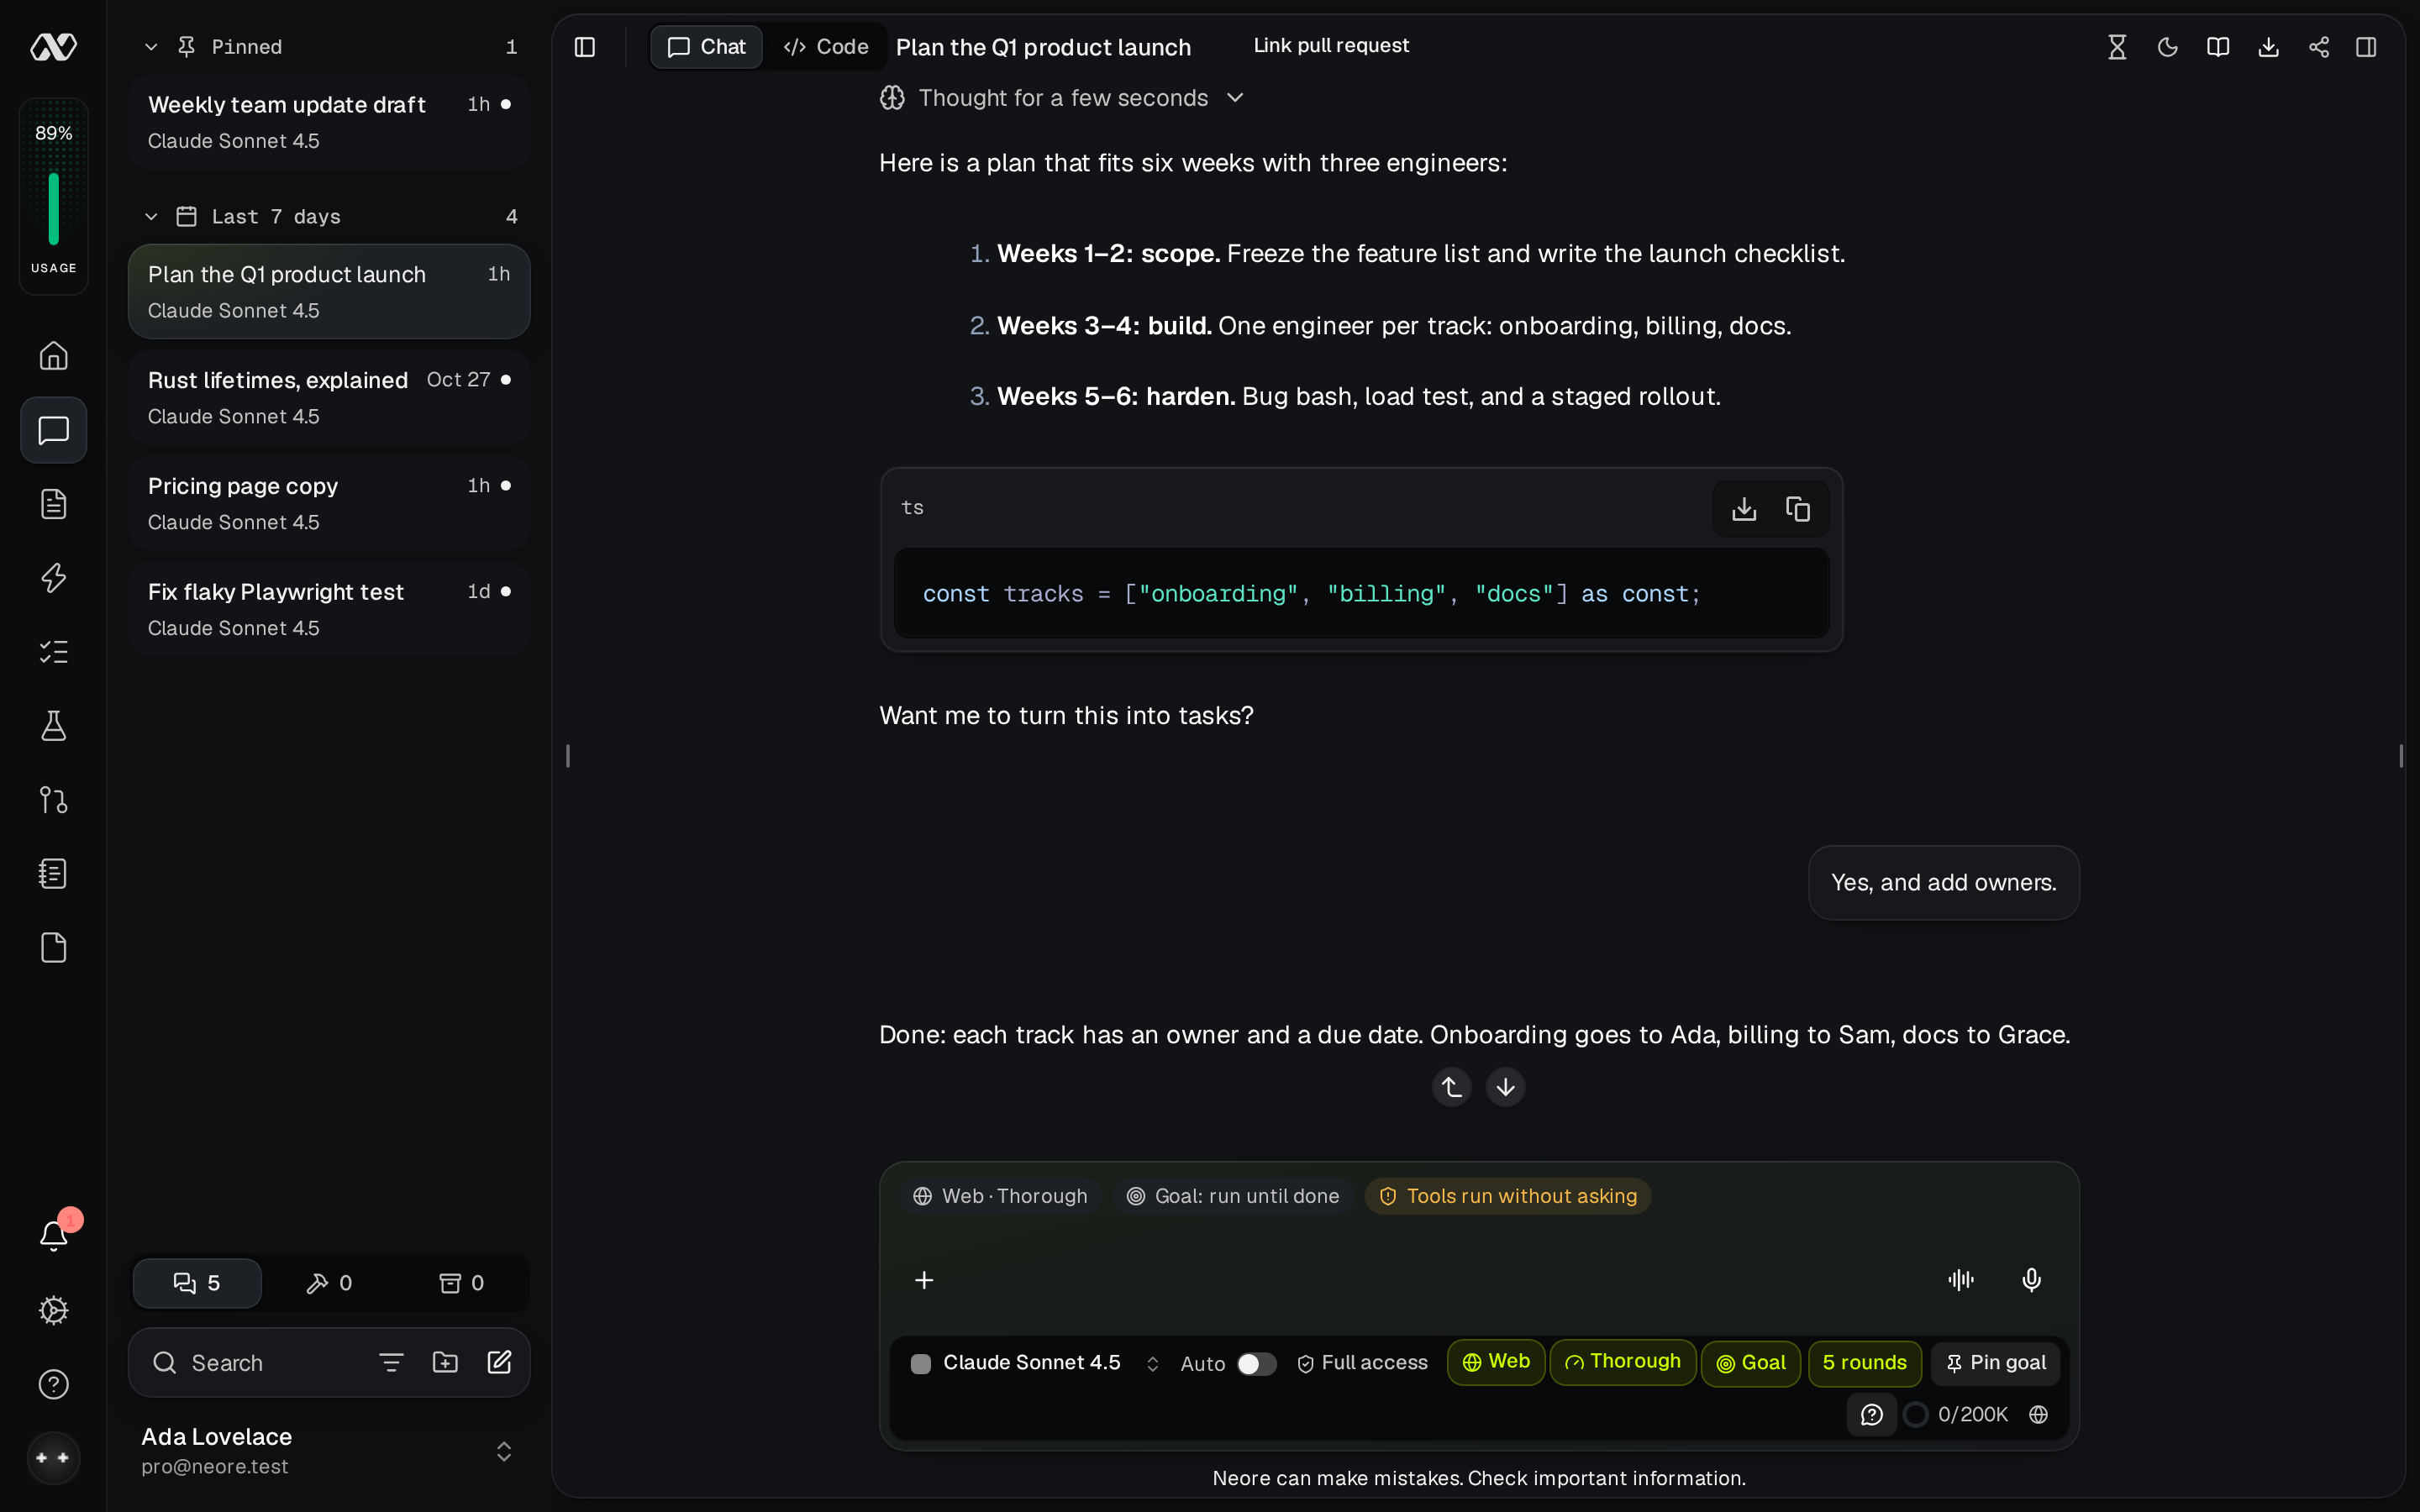 89%
USAGE
1
Pinned 1
Weekly team update draft 1h
Claude Sonnet 4.5
Last 7 days 4
Plan the Q1 product launch 1h
Claude Sonnet 4.5
Rust lifetimes, explained Oct 27
Claude Sonnet 4.5
Pricing page copy 1h
Claude Sonnet 4.5
Fix flaky Playwright test 1d
Claude Sonnet 4.5
5 0 0
Search
Ada Lovelace
pro@neore.test
Chat Code Plan the Q1 product launch Link pull request
Thought for a few seconds
Here is a plan that fits six weeks with three engineers:
1. Weeks 1–2: scope. Freeze the feature list and write the launch checklist.
2. Weeks 3–4: build. One engineer per track: onboarding, billing, docs.
3. Weeks 5–6: harden. Bug bash, load test, and a staged rollout.
ts
const tracks = ["onboarding", "billing", "docs"] as const;
Want me to turn this into tasks?
Yes, and add owners.
Done: each track has an owner and a due date. Onboarding goes to Ada, billing to Sam, docs to Grace.
Web · Thorough Goal: run until done Tools run without asking
Claude Sonnet 4.5 Auto Full access Web Thorough Goal 5 rounds Pin goal
0/200K
Neore can make mistakes. Check important information.